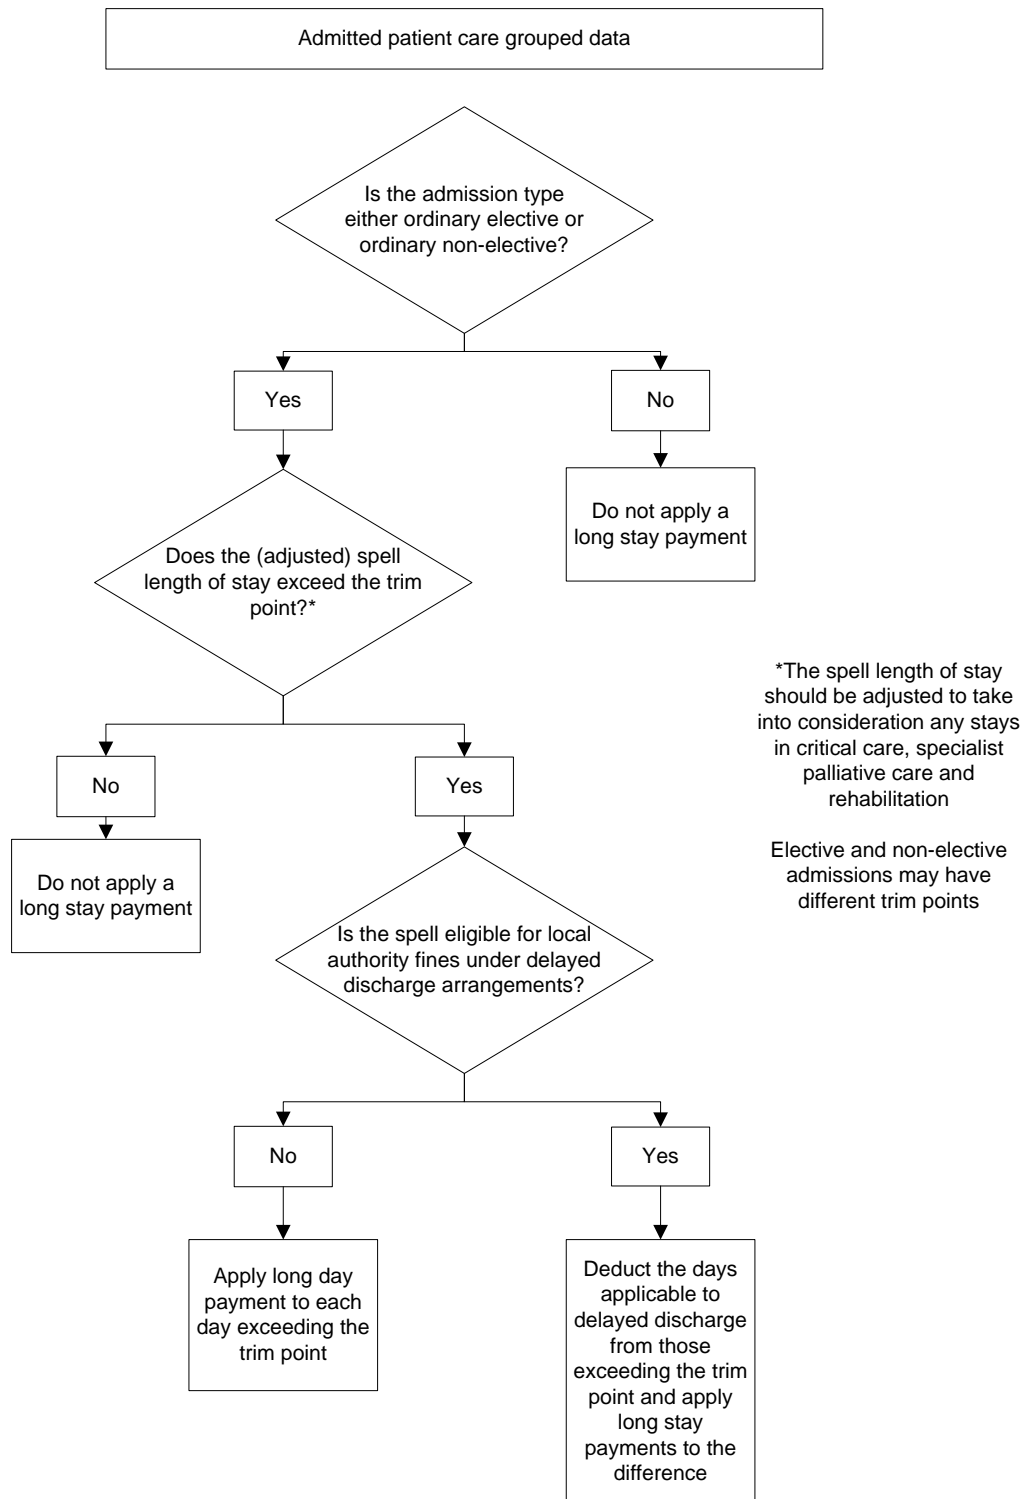 Admitted patient care grouped data
Is the admission type
either ordinary elective or
ordinary non-elective?
Yes
No
Do not apply a
long stay payment
Does the (adjusted) spell
length of stay exceed the trim
point?*
*The spell length of stay
should be adjusted to take
into consideration any stays
in critical care, specialist
palliative care and
rehabilitation
Elective and non-elective
admissions may have
different trim points
No
Yes
Do not apply a
long stay payment
Is the spell eligible for local
authority fines under delayed
discharge arrangements?
No
Yes
Apply long day
payment to each
day exceeding the
trim point
Deduct the days
applicable to
delayed discharge
from those
exceeding the trim
point and apply
long stay
payments to the
difference